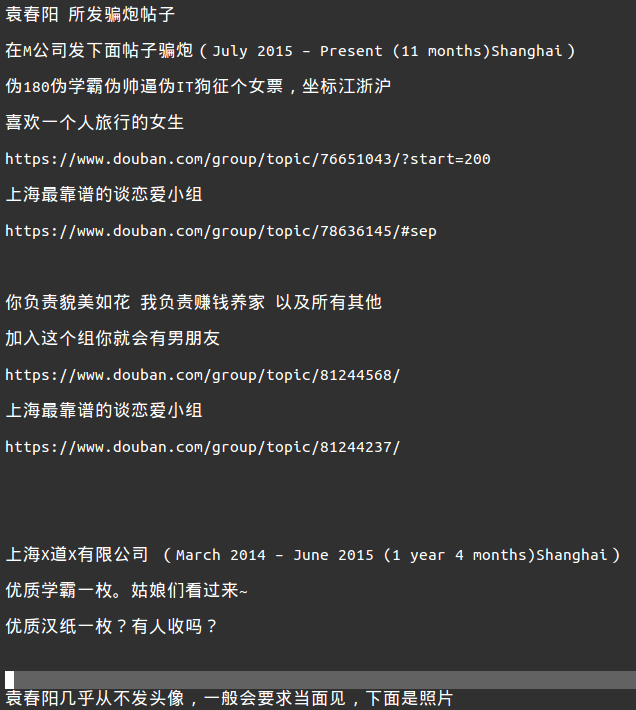 袁春阳 所发骗炮帖子
在M公司发下面帖子骗炮（July 2015 – Present (11 months)Shanghai）
伪180伪学霸伪帅逼伪IT狗征个女票，坐标江浙沪
喜欢一个人旅行的女生
https://www.douban.com/group/topic/76651043/?start=200
上海最靠谱的谈恋爱小组
https://www.douban.com/group/topic/78636145/#sep
你负责貌美如花 我负责赚钱养家 以及所有其他
加入这个组你就会有男朋友
https://www.douban.com/group/topic/81244568/
上海最靠谱的谈恋爱小组
https://www.douban.com/group/topic/81244237/
上海X道X有限公司 （March 2014 – June 2015 (1 year 4 months)Shanghai）
优质学霸一枚。姑娘们看过来~
优质汉纸一枚？有人收吗？
袁春阳几乎从不发头像，一般会要求当面见，下面是照片